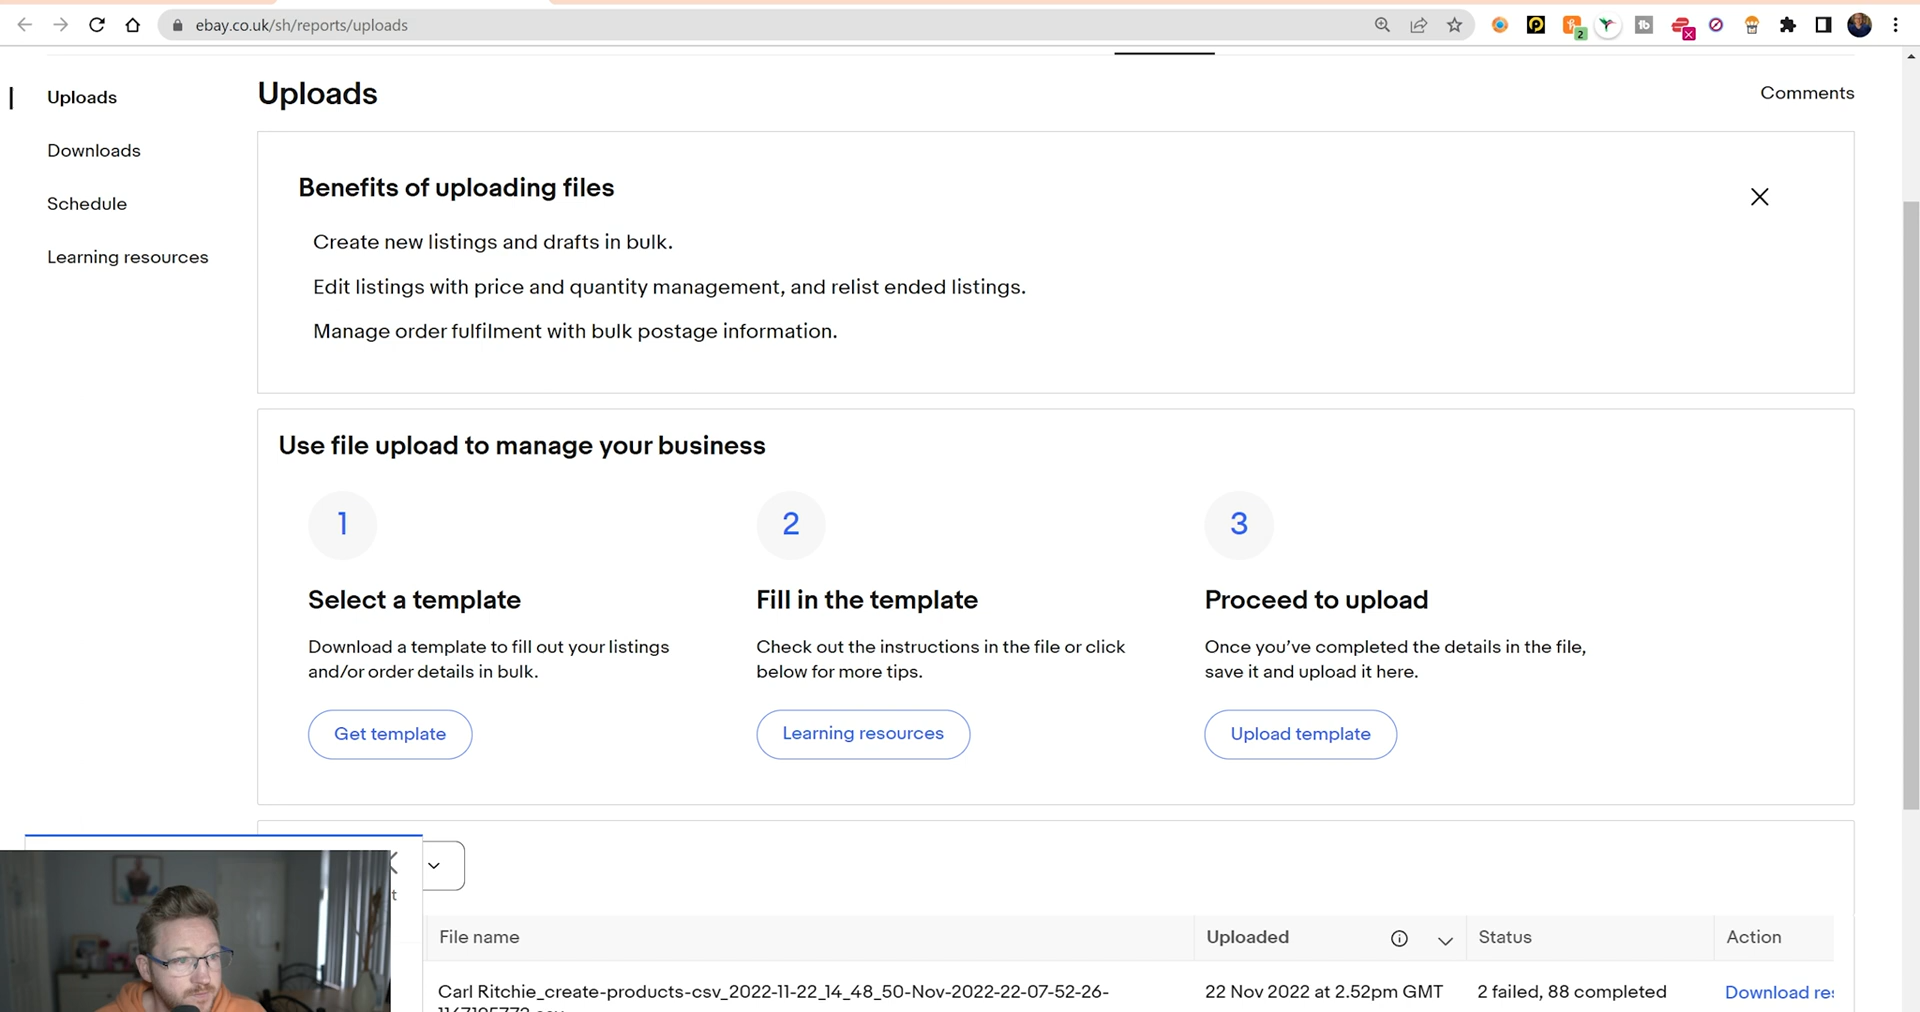 ebay.co.uk/sh/reports/uploads
2
Uploads
Downloads
Schedule
Learning resources
Uploads
Comments
Benefits of uploading files
Create new listings and drafts in bulk.
Edit listings with price and quantity management, and relist ended listings.
Manage order fulfilment with bulk postage information.
Use file upload to manage your business
1
Select a template
Download a template to fill out your listings
and/or order details in bulk.
Get template
2
Fill in the template
Check out the instructions in the file or click
below for more tips.
Learning resources
3
Proceed to upload
Once you've completed the details in the file,
save it and upload it here.
Upload template
File name
Uploaded
Status
Action
Carl Ritchie_create-products-csv_2022-11-22_14_48_50-Nov-2022-22-07-52-26-
22 Nov 2022 at 2.52pm GMT
2 failed, 88 completed
Download res